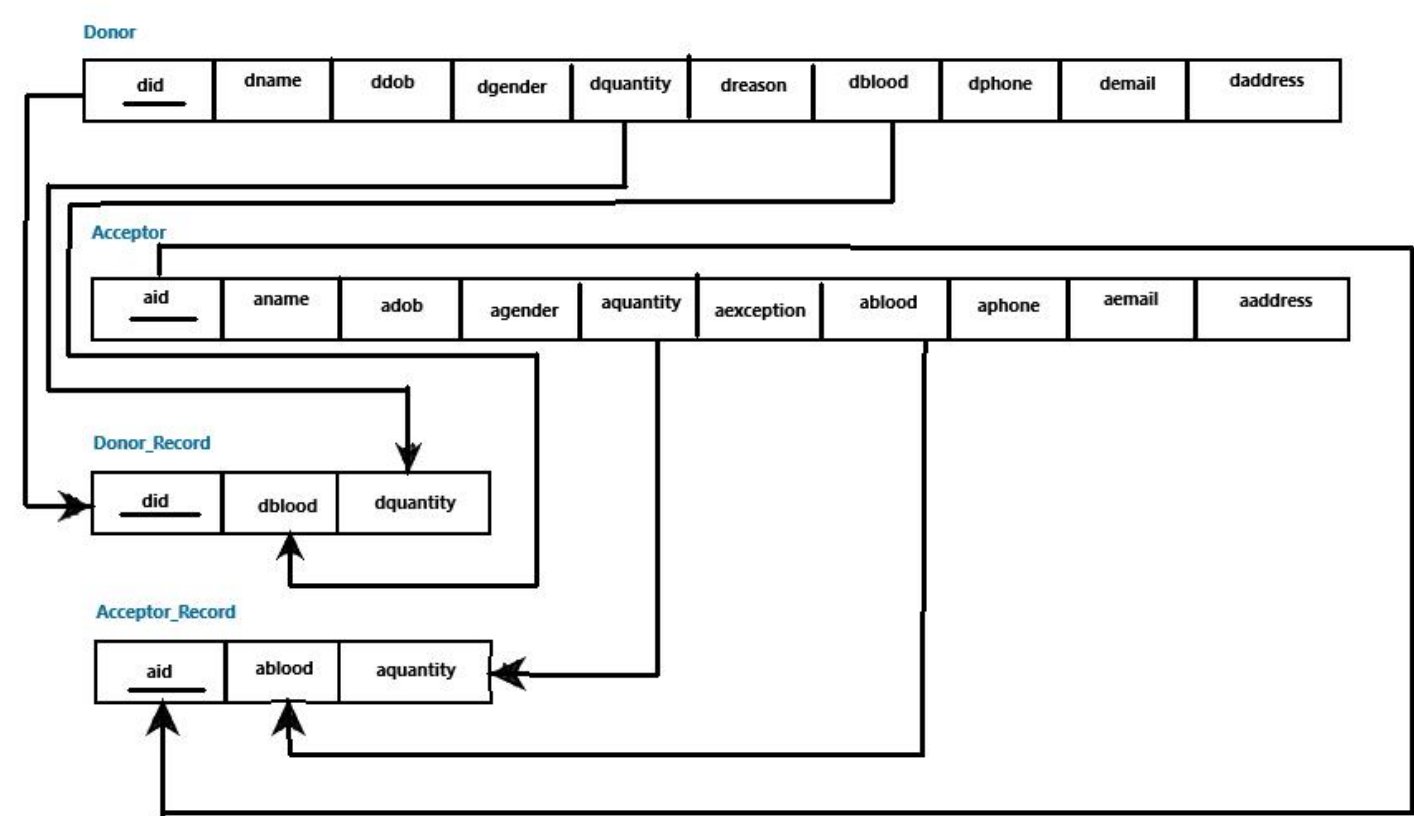 Donor
did dname ddob dgender dquantity dreason dblood dphone demail daddress
Acceptor
aid aname adob agender aquantity aexception ablood aphone aemail aaddress
Donor_Record
did dblood dquantity
Acceptor_Record
aid ablood aquantity